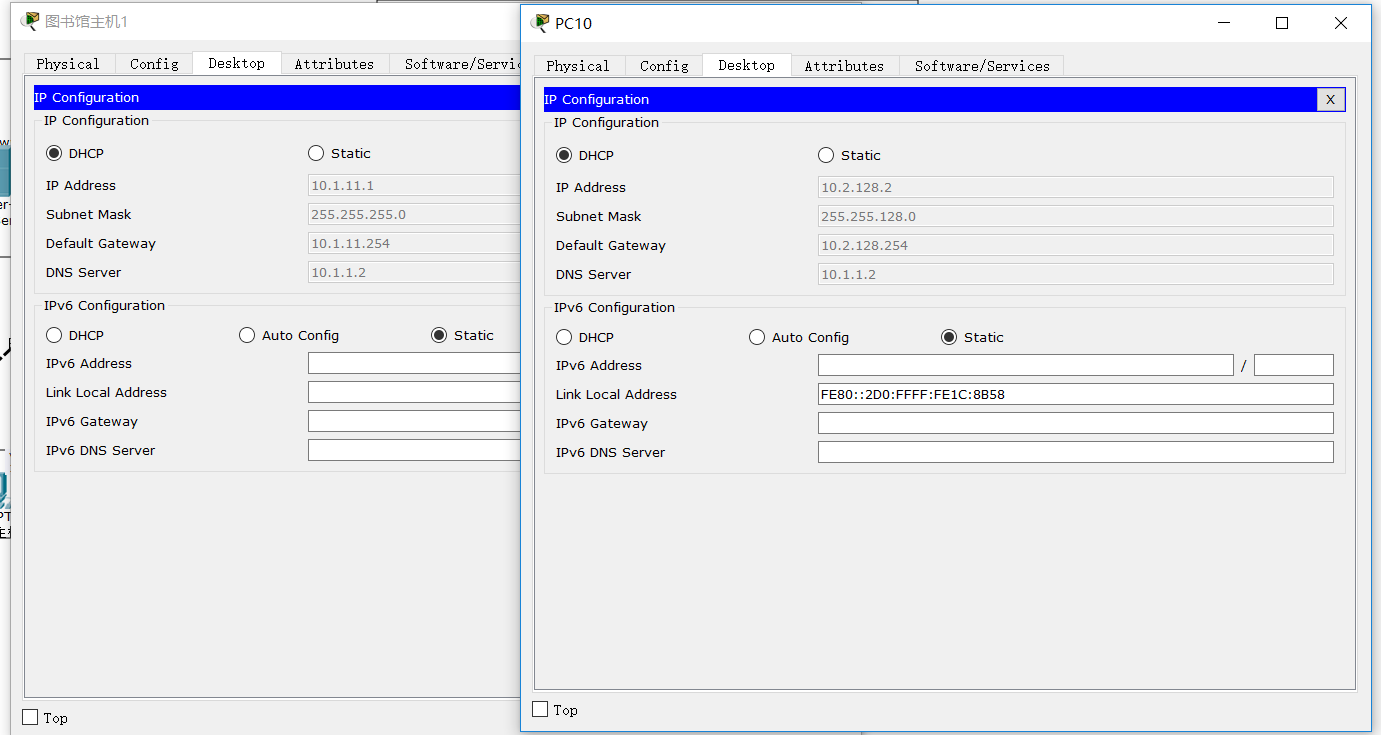 图书馆主机1
Physical Config Desktop Attributes Software/Servic
IP Configuration
IP Configuration
DHCP Static
IP Address 10.1.11.1
Subnet Mask 255.255.255.0
Default Gateway 10.1.11.254
DNS Server 10.1.1.2
IPv6 Configuration
DHCP Auto Config Static
IPv6 Address
Link Local Address
IPv6 Gateway
IPv6 DNS Server
Top
PC10
Physical Config Desktop Attributes Software/Services
IP Configuration X
IP Configuration
DHCP Static
IP Address 10.2.128.2
Subnet Mask 255.255.128.0
Default Gateway 10.2.128.254
DNS Server 10.1.1.2
IPv6 Configuration
DHCP Auto Config Static
IPv6 Address /
Link Local Address FE80::2D0:FFFF:FE1C:8B58
IPv6 Gateway
IPv6 DNS Server
Top